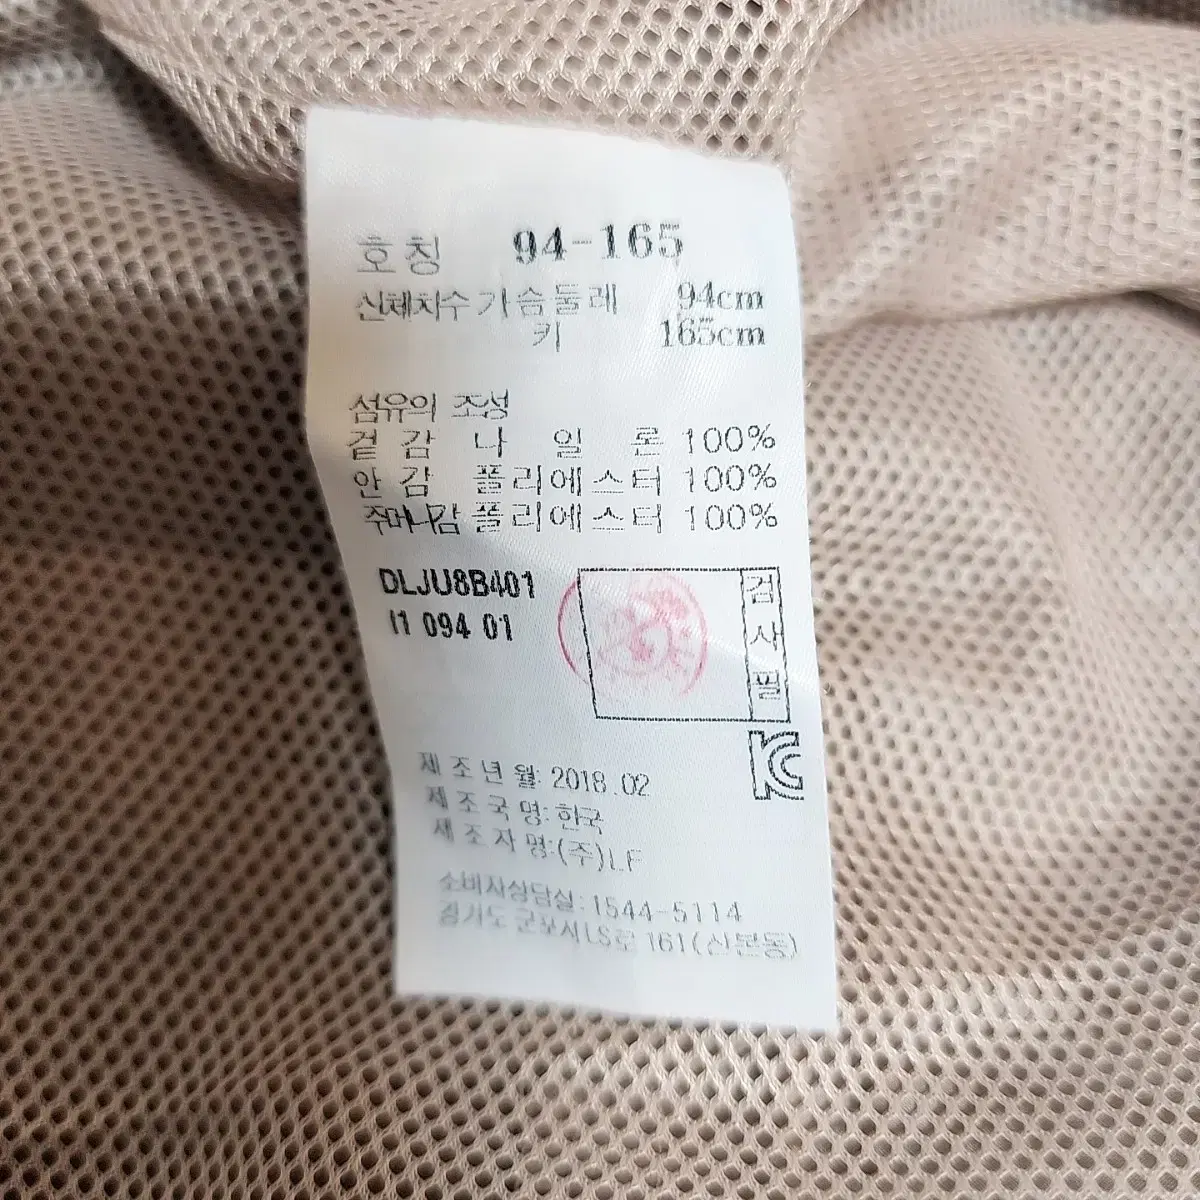 호칭 94-165
신체치수 가슴둘레 94cm
키 165cm
섬유의 조성
겉감 나일론 100%
안감 폴리에스터 100%
주머니감 폴리에스터 100%
DLJU8B401
I1 094 01
검사필
제조년월: 2018.02
제조국명: 한국
제조자명: (주)LF
소비자상담실: 1544-5114
경기도 군포시 LS로 161(산본동)